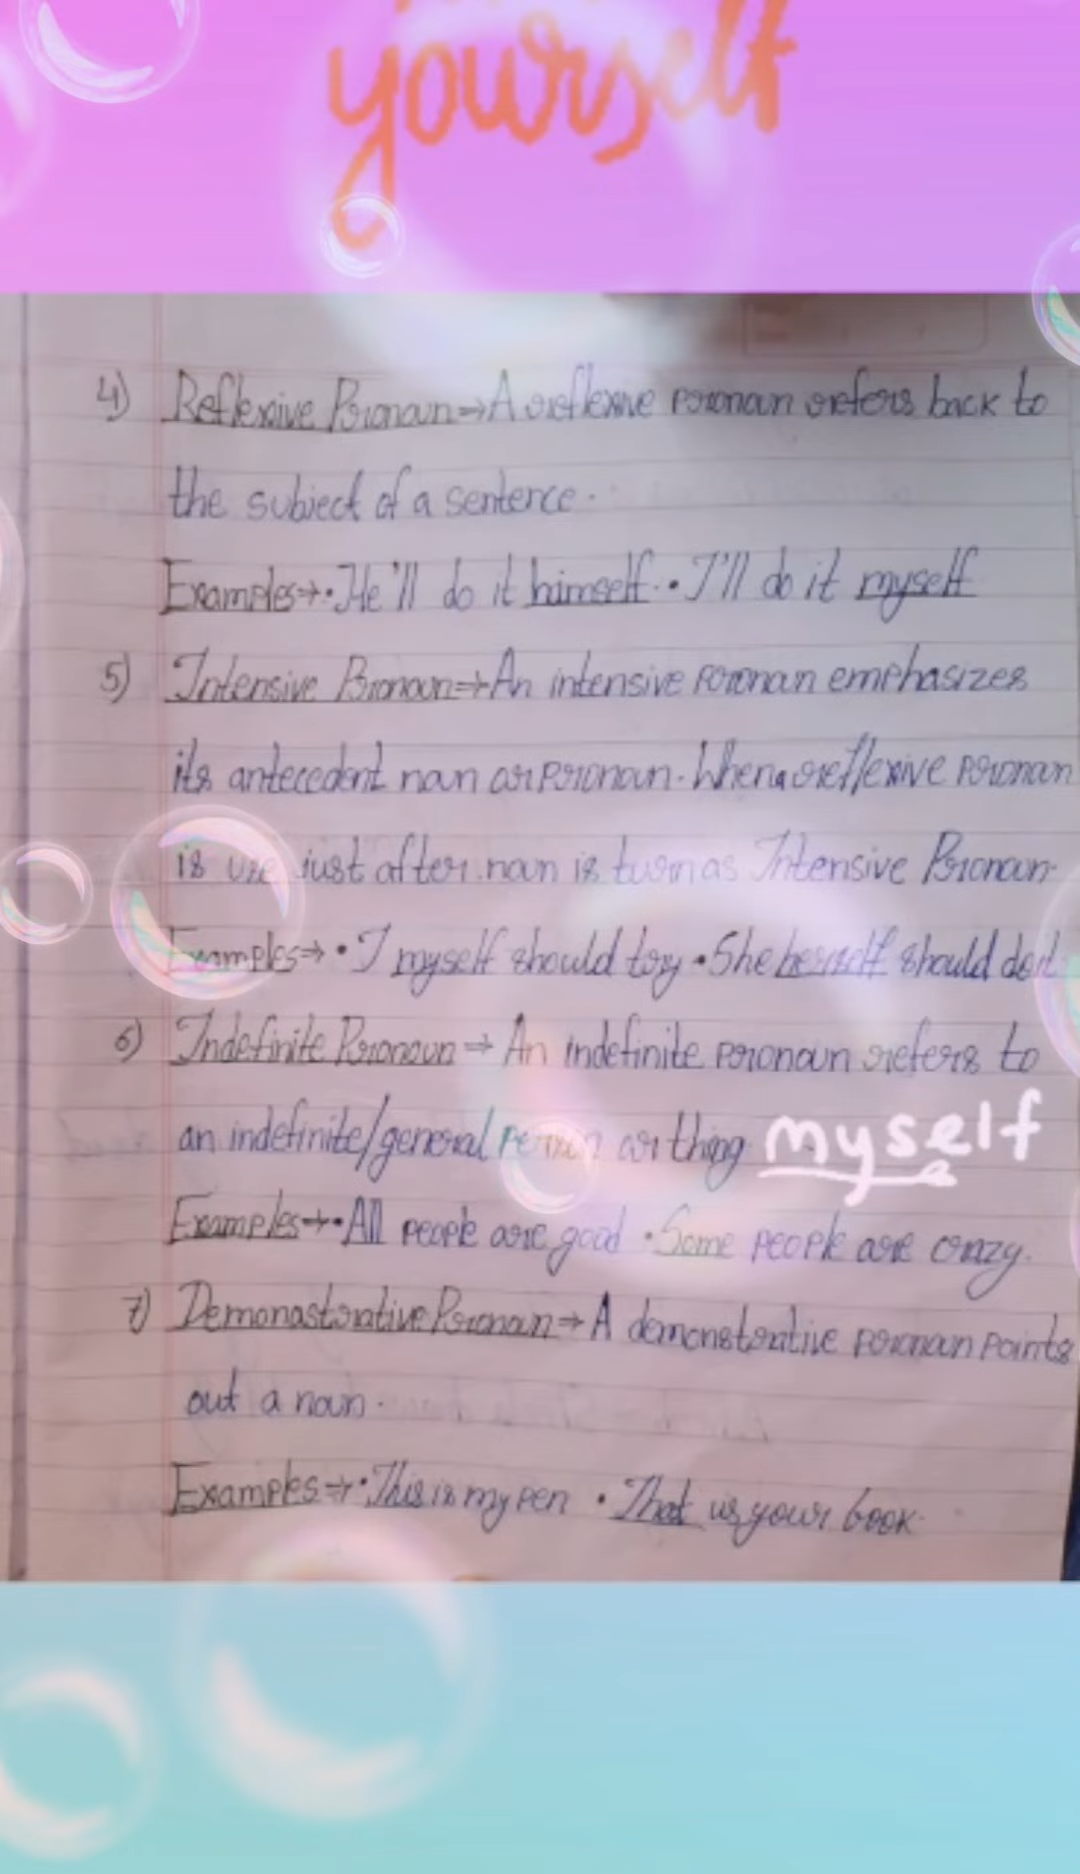 yourself
4) Reflexive Pronoun → A reflexive pronoun refers back to
the subject of a sentence.
Examples → • He'll do it himself. • I'll do it myself
5) Intensive Pronoun → An intensive pronoun emphasizes
its antecedent noun or pronoun. When a reflexive pronoun
is use just after noun is turn as Intensive Pronoun.
Examples → • I myself should try • She herself should do it
6) Indefinite Pronoun → An indefinite pronoun refers to
an indefinite/general person or thing
myself
Examples → • All people are good • Some people are crazy.
7) Demonastrative Pronoun → A demonstrative pronoun points
out a noun.
Examples → • This is my pen • That is your book.